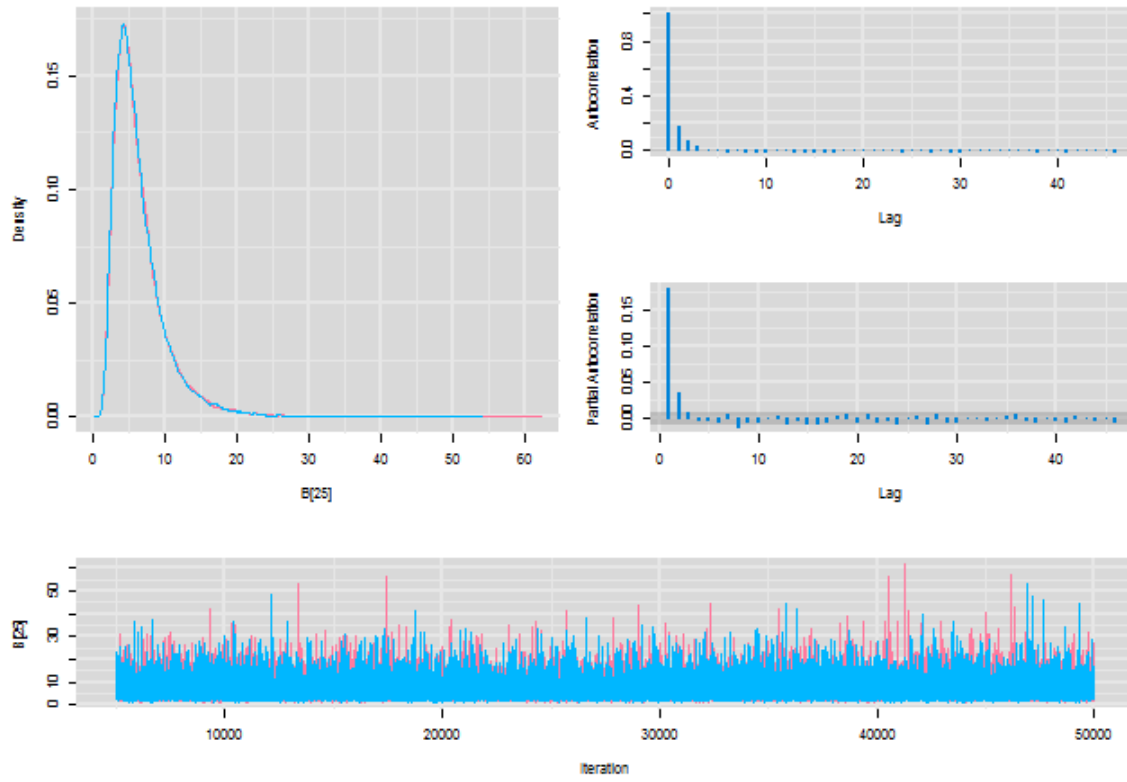 Density
0.00 0.05 0.10 0.15
0 10 20 30 40 50 60
B[25]
Autocorrelation
0.0 0.4 0.8
0 10 20 30 40
Lag
Partial Autocorrelation
0.00 0.05 0.10 0.15
0 10 20 30 40
Lag
B[25]
0 10 30 50
10000 20000 30000 40000 50000
Iteration